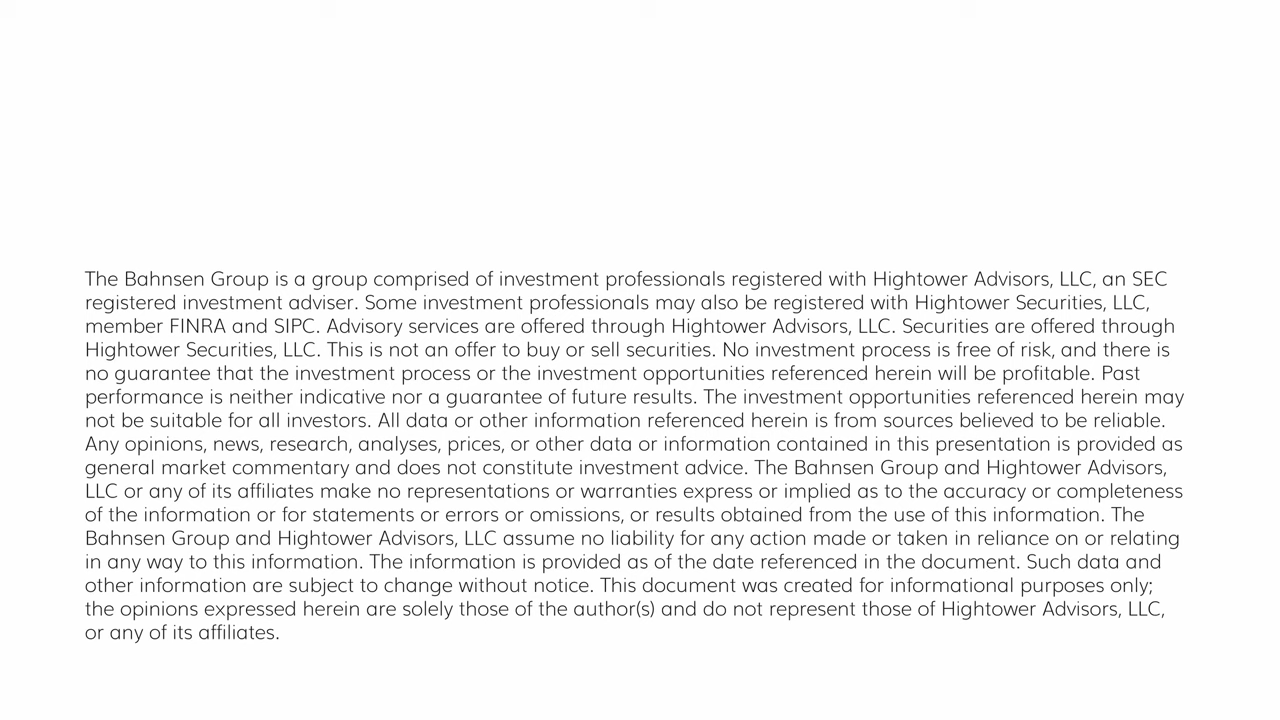 The Bahnsen Group is a group comprised of investment professionals registered with Hightower Advisors, LLC, an SEC
registered investment adviser. Some investment professionals may also be registered with Hightower Securities, LLC,
member FINRA and SIPC. Advisory services are offered through Hightower Advisors, LLC. Securities are offered through
Hightower Securities, LLC. This is not an offer to buy or sell securities. No investment process is free of risk, and there is
no guarantee that the investment process or the investment opportunities referenced herein will be profitable. Past
performance is neither indicative nor a guarantee of future results. The investment opportunities referenced herein may
not be suitable for all investors. All data or other information referenced herein is from sources believed to be reliable.
Any opinions, news, research, analyses, prices, or other data or information contained in this presentation is provided as
general market commentary and does not constitute investment advice. The Bahnsen Group and Hightower Advisors,
LLC or any of its affiliates make no representations or warranties express or implied as to the accuracy or completeness
of the information or for statements or errors or omissions, or results obtained from the use of this information. The
Bahnsen Group and Hightower Advisors, LLC assume no liability for any action made or taken in reliance on or relating
in any way to this information. The information is provided as of the date referenced in the document. Such data and
other information are subject to change without notice. This document was created for informational purposes only;
the opinions expressed herein are solely those of the author(s) and do not represent those of Hightower Advisors, LLC,
or any of its affiliates.